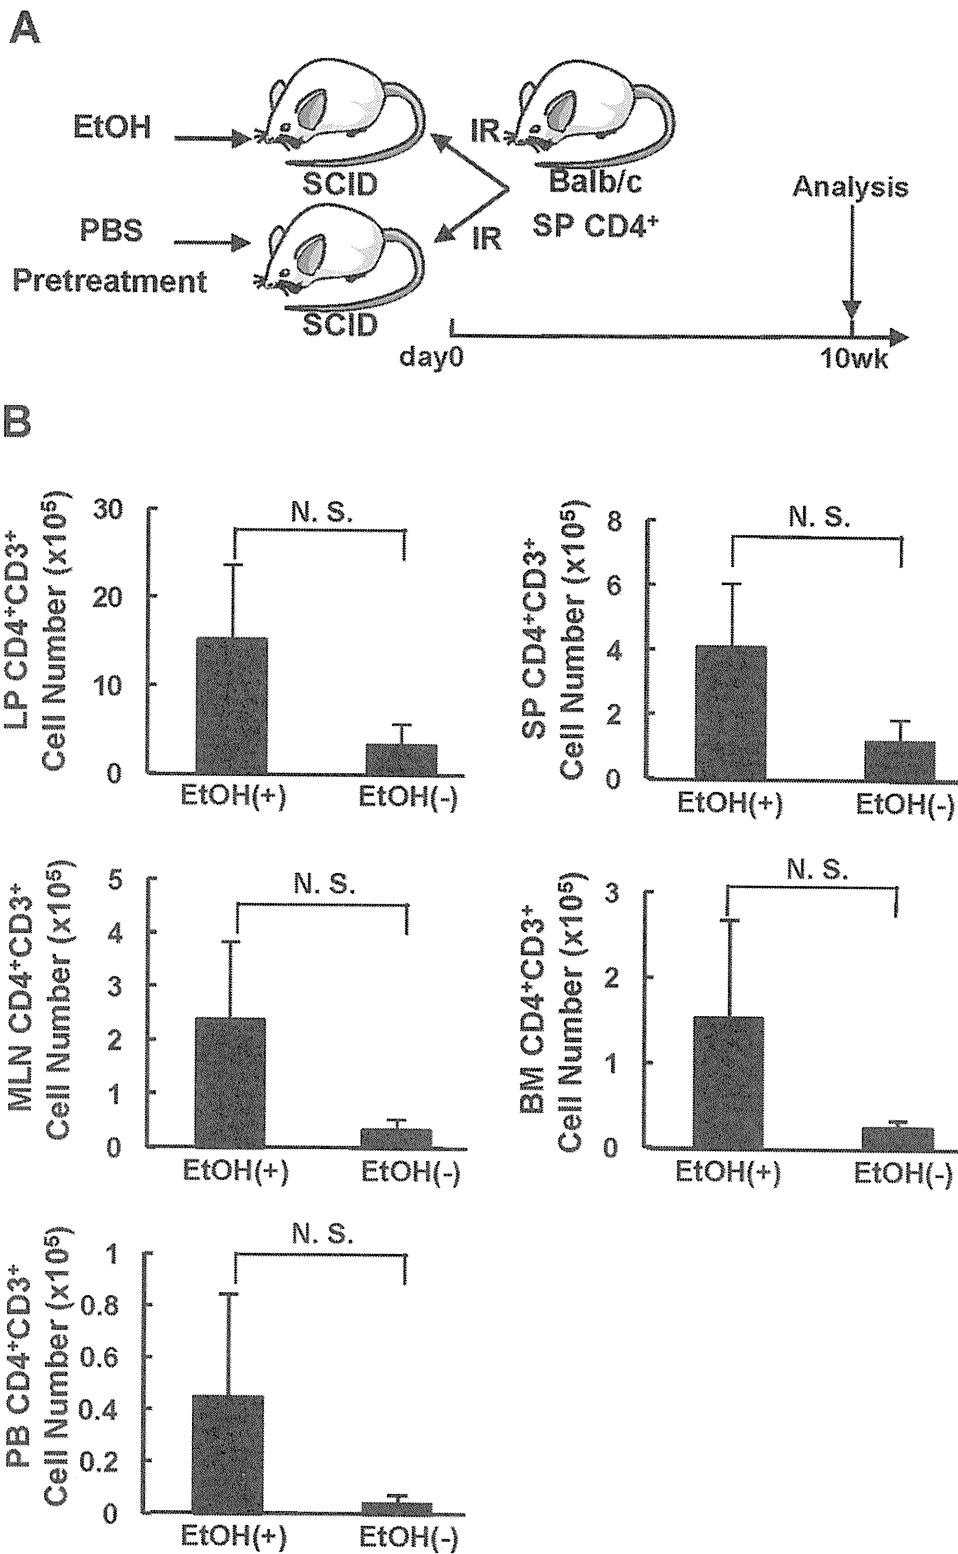 A
EtOH
IR
SCID
Balb/c
SP CD4⁺
Analysis
PBS
IR
Pretreatment
SCID
day0
10wk
B
LP CD4⁺CD3⁺
Cell Number (x10⁵)
30
20
10
0
N. S.
EtOH(+)
EtOH(-)
SP CD4⁺CD3⁺
Cell Number (x10⁵)
8
6
4
2
0
N. S.
EtOH(+)
EtOH(-)
MLN CD4⁺CD3⁺
Cell Number (x10⁵)
5
4
3
2
1
0
N. S.
EtOH(+)
EtOH(-)
BM CD4⁺CD3⁺
Cell Number (x10⁵)
3
2
1
0
N. S.
EtOH(+)
EtOH(-)
PB CD4⁺CD3⁺
Cell Number (x10⁵)
1
0.8
0.6
0.4
0.2
0
N. S.
EtOH(+)
EtOH(-)